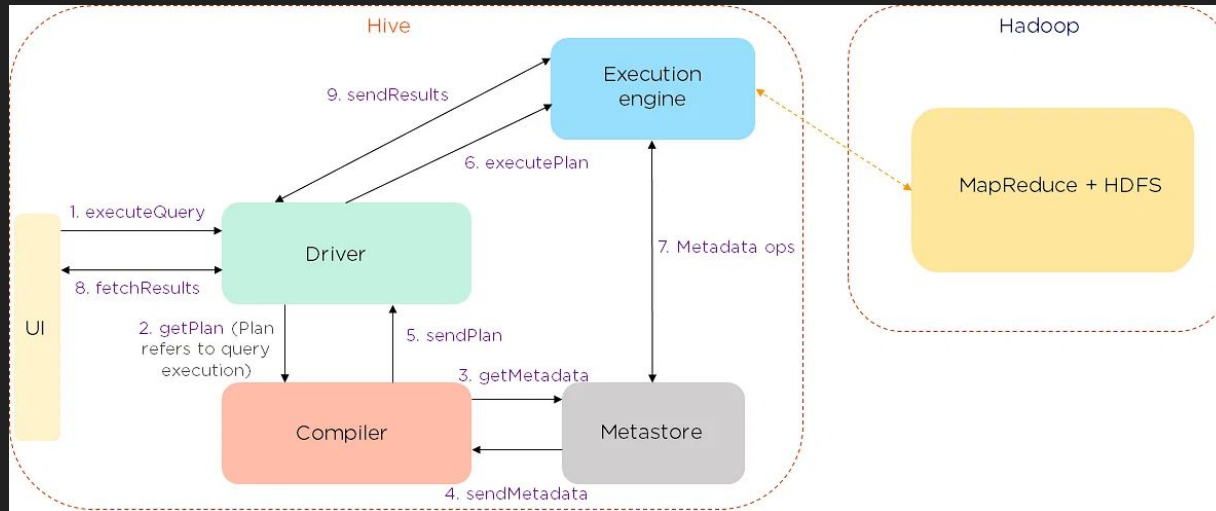 Hive
Hadoop
Execution
engine
9. sendResults
6. executePlan
MapReduce + HDFS
1. executeQuery
Driver
7. Metadata ops
8. fetchResults
UI
2. getPlan (Plan
refers to query
execution)
5. sendPlan
3. getMetadata
Compiler
Metastore
4. sendMetadata